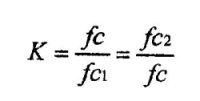 K = fc/fc1 = fc2/fc